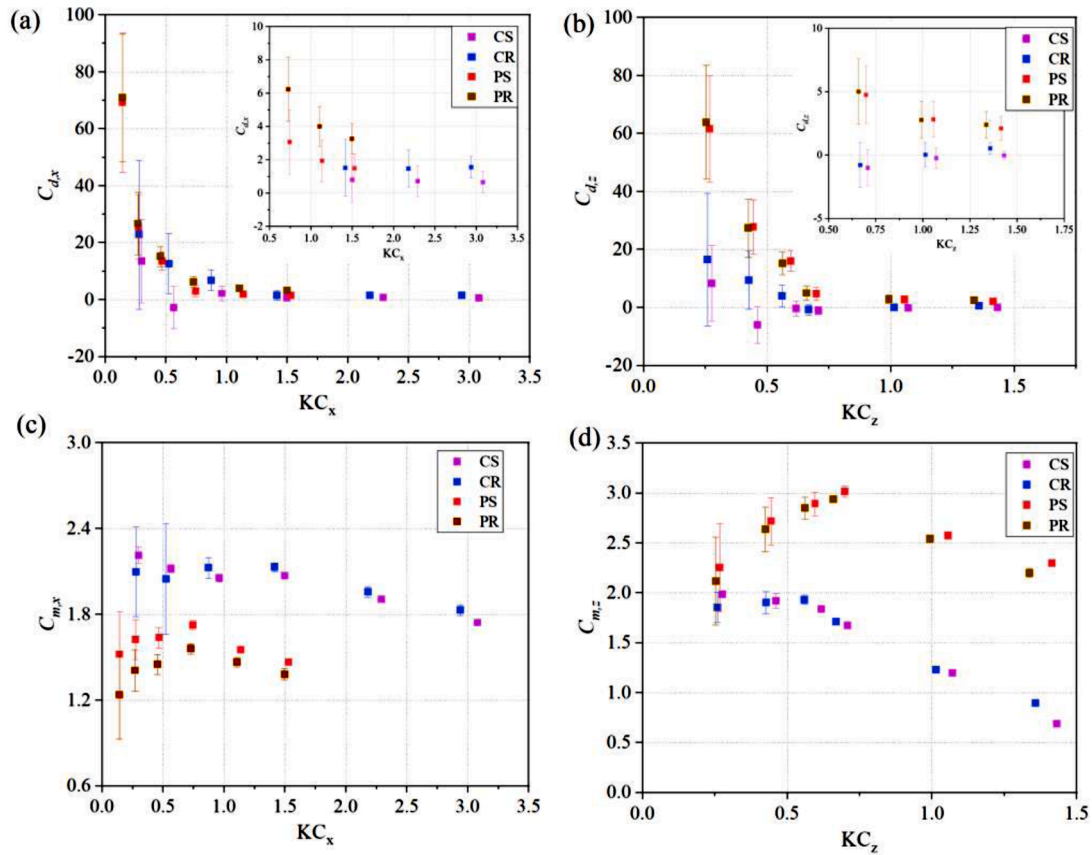 (a)
100
80
60
40
20
0
-20
C_{d,x}
0.0 0.5 1.0 1.5 2.0 2.5 3.0 3.5
KC_x
10
8
6
4
2
0
-2
C_{d,x}
0.5 1.0 1.5 2.0 2.5 3.0 3.5
KC_x
CS
CR
PS
PR
(b)
100
80
60
40
20
0
-20
C_{d,z}
0.0 0.5 1.0 1.5
KC_z
10
5
0
-5
C_{d,z}
0.50 0.75 1.00 1.25 1.50 1.75
KC_z
CS
CR
PS
PR
(c)
3.0
2.4
1.8
1.2
0.6
C_{m,x}
0.0 0.5 1.0 1.5 2.0 2.5 3.0 3.5
KC_x
CS
CR
PS
PR
(d)
3.5
3.0
2.5
2.0
1.5
1.0
0.5
0.0
C_{m,z}
0.0 0.5 1.0 1.5
KC_z
CS
CR
PS
PR